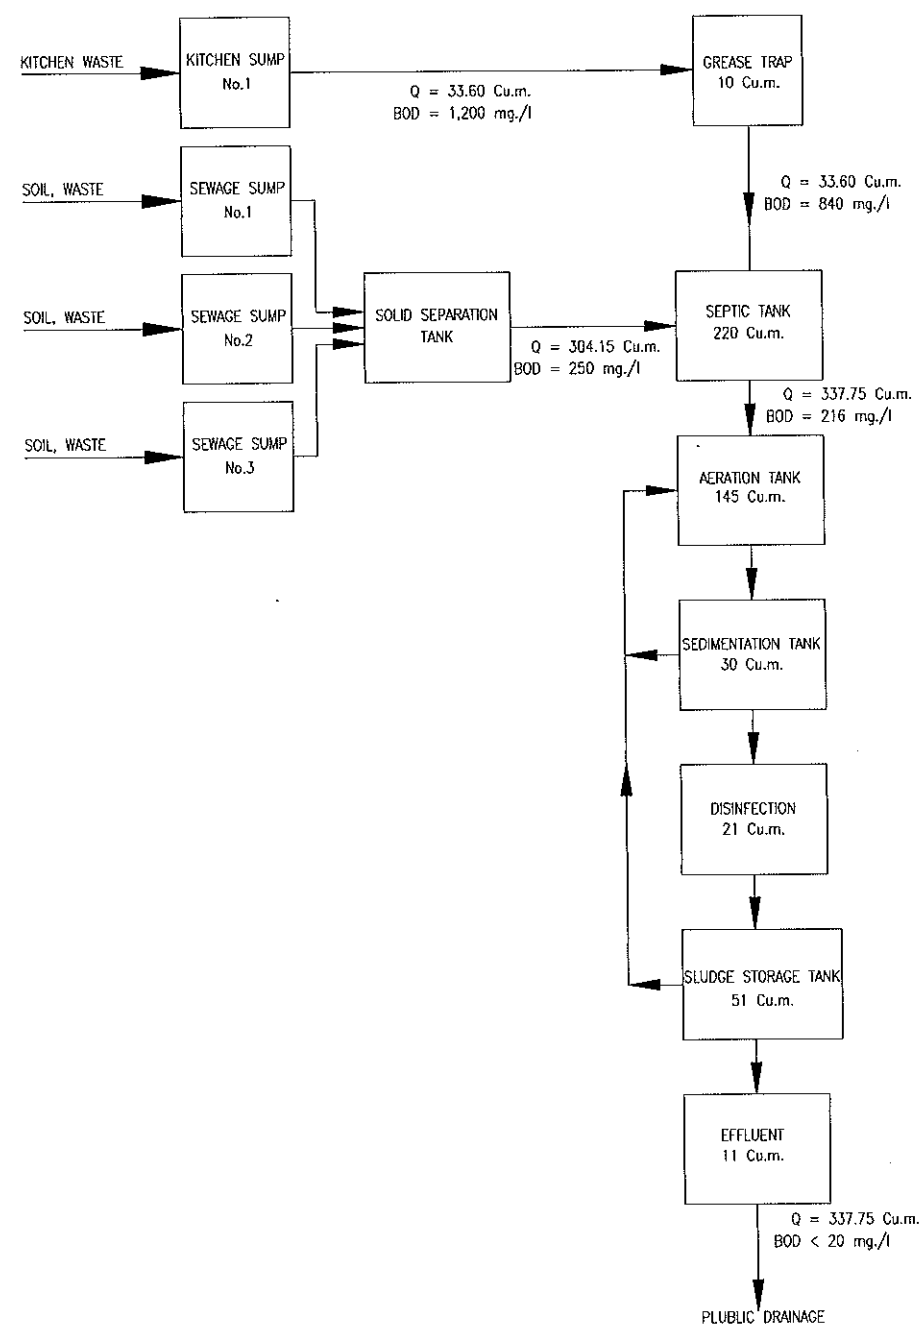 KITCHEN WASTE
KITCHEN SUMP
No.1
Q = 33.60 Cu.m.
BOD = 1,200 mg./l
GREASE TRAP
10 Cu.m.
Q = 33.60 Cu.m.
BOD = 840 mg./l
SOIL, WASTE
SEWAGE SUMP
No.1
SOIL, WASTE
SEWAGE SUMP
No.2
SOLID SEPARATION
TANK
Q = 304.15 Cu.m.
BOD = 250 mg./l
SEPTIC TANK
220 Cu.m.
Q = 337.75 Cu.m.
BOD = 216 mg./l
SOIL, WASTE
SEWAGE SUMP
No.3
AERATION TANK
145 Cu.m.
SEDIMENTATION TANK
30 Cu.m.
DISINFECTION
21 Cu.m.
SLUDGE STORAGE TANK
51 Cu.m.
EFFLUENT
11 Cu.m.
Q = 337.75 Cu.m.
BOD < 20 mg./l
PLUBLIC DRAINAGE